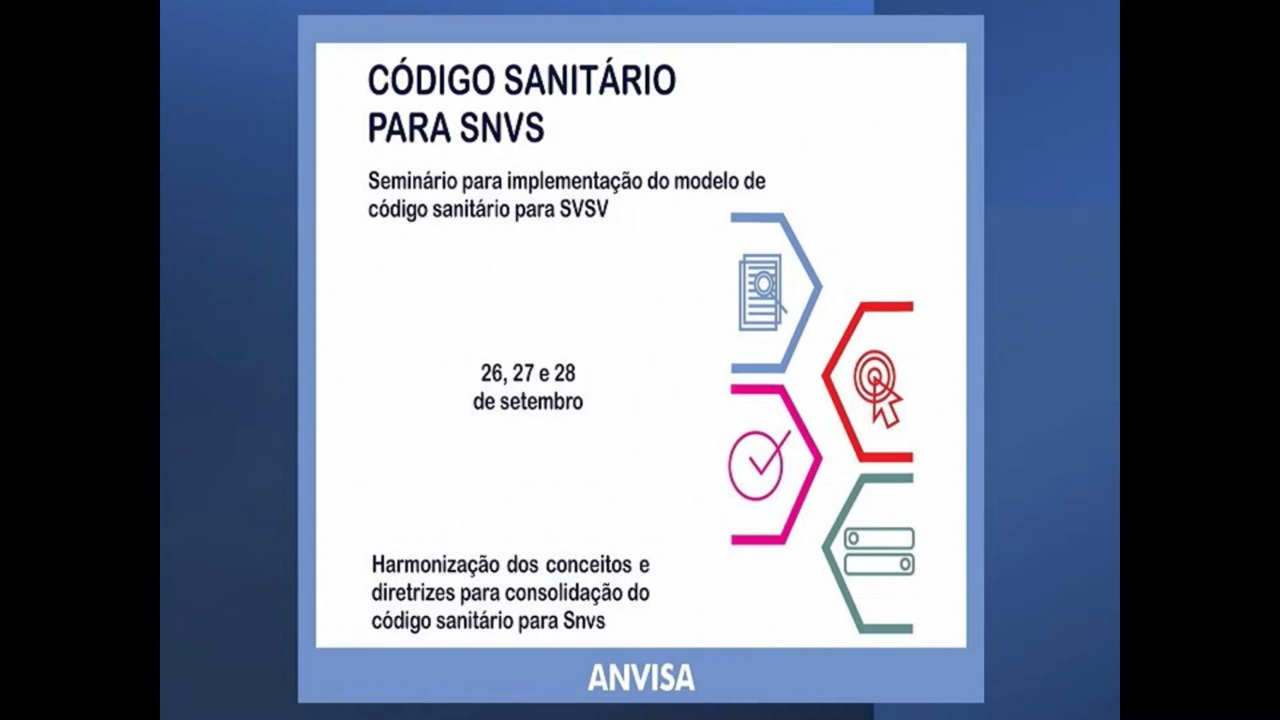 CÓDIGO SANITÁRIO
PARA SNVS
Seminário para implementação do modelo de
código sanitário para SVSV
26, 27 e 28
de setembro
Harmonização dos conceitos e
diretrizes para consolidação do
código sanitário para Snvs
ANVISA